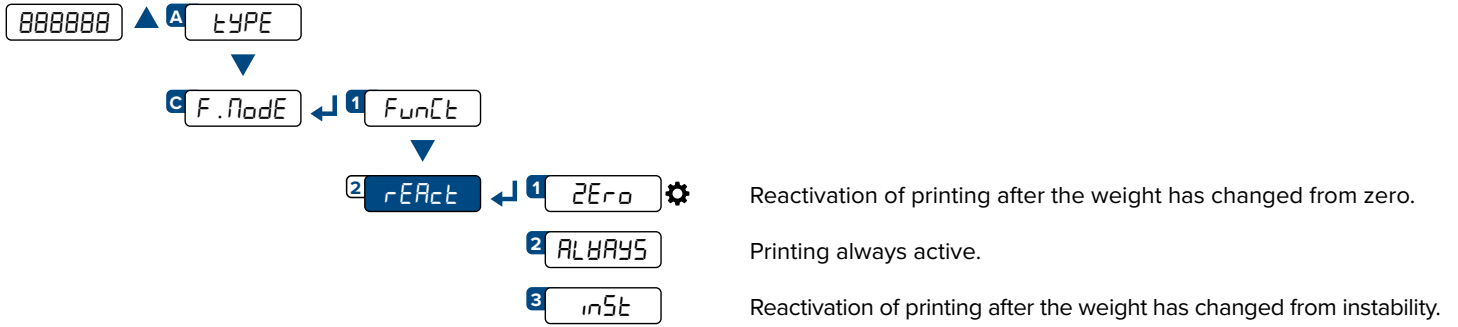 888888 A tYPE
C F.ModE 1 FunCt
2 rEAct 1 ZEro Reactivation of printing after the weight has changed from zero.
2 ALWAYS Printing always active.
3 inSt Reactivation of printing after the weight has changed from instability.